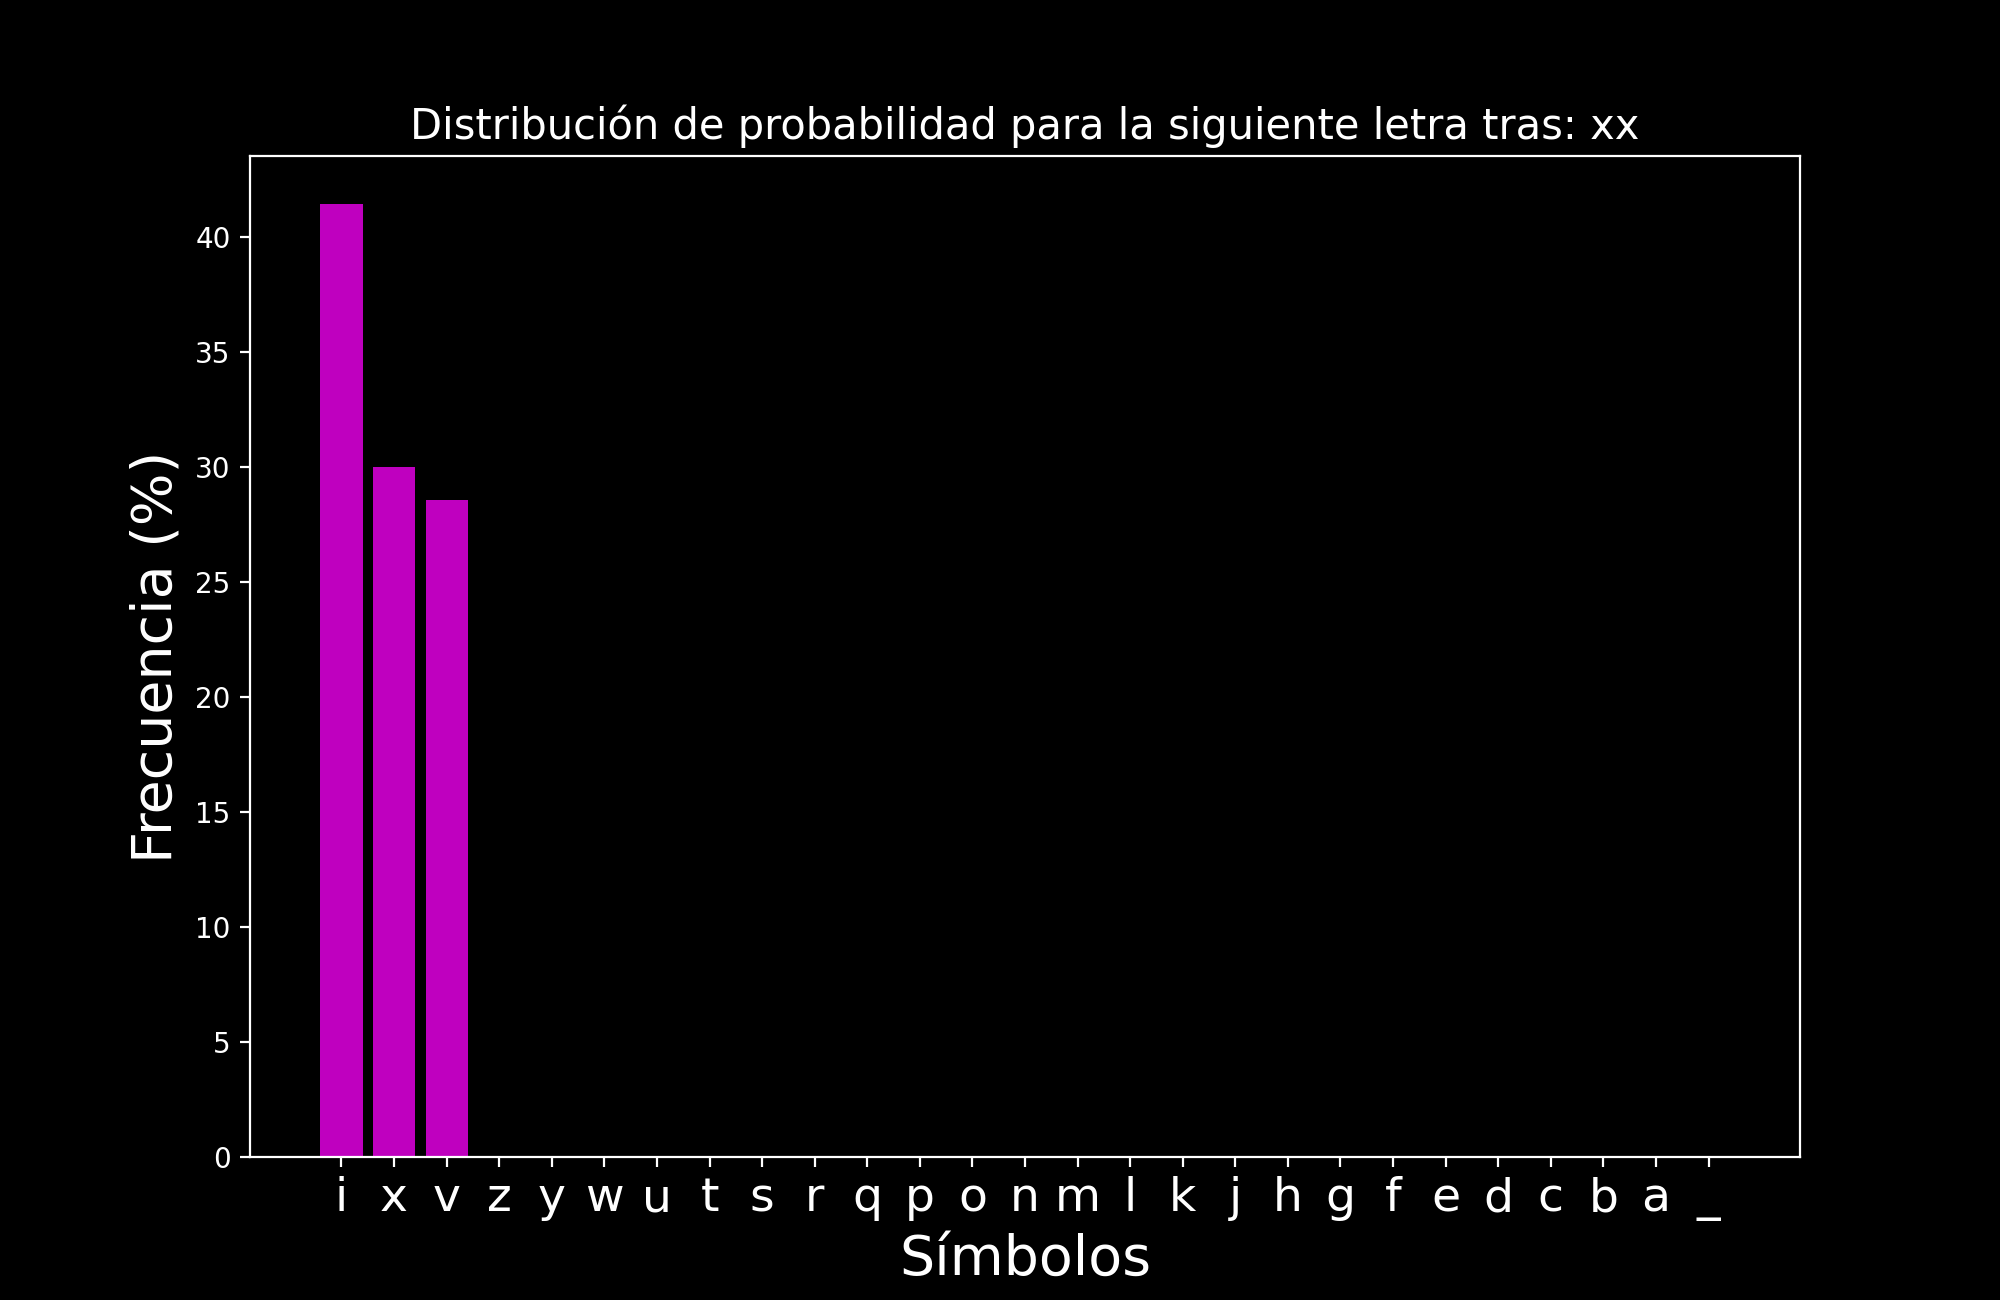 Distribución de probabilidad para la siguiente letra tras: xx
Frecuencia (%)
40
35
30
25
20
15
10
5
0
i x v z y w u t s r q p o n m l k j h g f e d c b a _
Símbolos